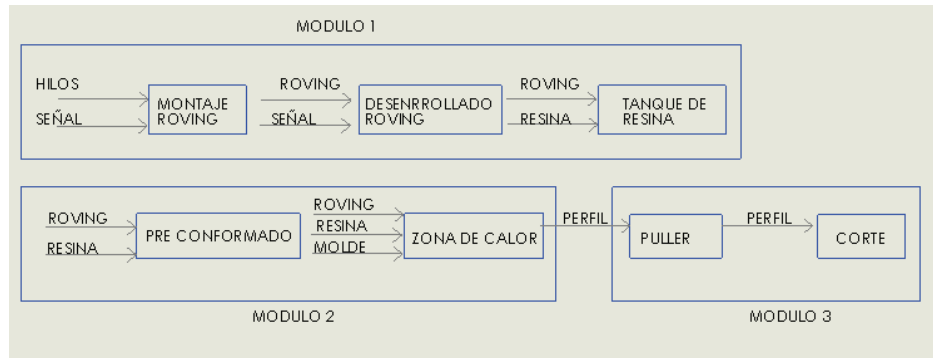 MODULO 1
HILOS
SEÑAL
MONTAJE
ROVING
ROVING
SEÑAL
DESENRROLLADO
ROVING
ROVING
RESINA
TANQUE DE
RESINA
ROVING
RESINA
PRE CONFORMADO
ROVING
RESINA
MOLDE
ZONA DE CALOR
PERFIL
PULLER
PERFIL
CORTE
MODULO 2
MODULO 3